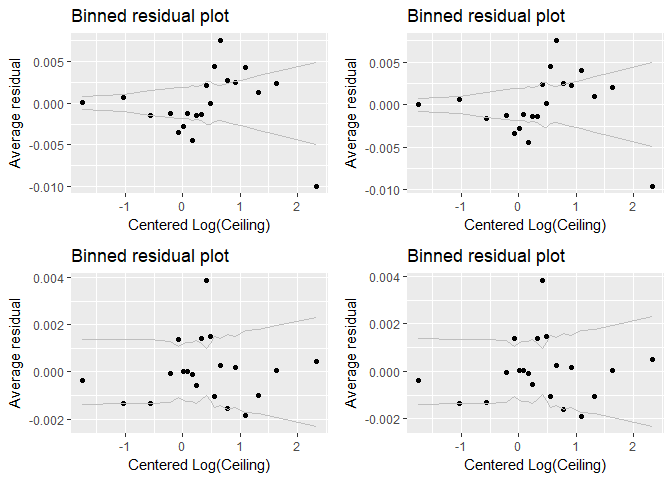 Binned residual plot
Average residual
0.005
0.000
-0.005
-0.010
-1
0
1
2
Centered Log(Ceiling)
Binned residual plot
Average residual
0.005
0.000
-0.005
-0.010
-1
0
1
2
Centered Log(Ceiling)
Binned residual plot
Average residual
0.004
0.002
0.000
-0.002
-1
0
1
2
Centered Log(Ceiling)
Binned residual plot
Average residual
0.004
0.002
0.000
-0.002
-1
0
1
2
Centered Log(Ceiling)